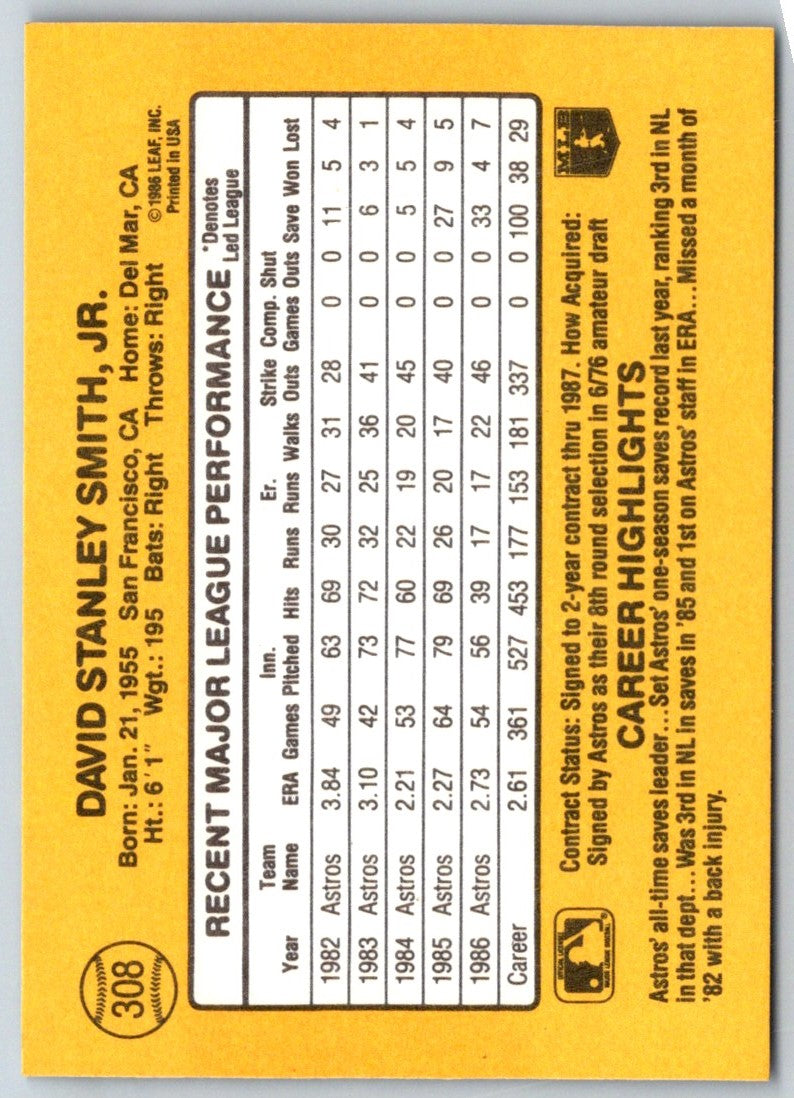 308
DAVID STANLEY SMITH, JR.
Born: Jan. 21, 1955 San Francisco, CA Home: Del Mar, CA
Ht.: 6'1" Wgt.: 195 Bats: Right Throws: Right
© 1986 LEAF, INC.
Printed in USA
RECENT MAJOR LEAGUE PERFORMANCE
*Denotes
Led League
Team Inn. Er. Strike Comp. Shut
Year Name ERA Games Pitched Hits Runs Runs Walks Outs Games Outs Save Won Lost
1982 Astros 3.84 49 63 69 30 27 31 28 0 0 11 5 4
1983 Astros 3.10 42 73 72 32 25 36 41 0 0 6 3 1
1984 Astros 2.21 53 77 60 22 19 20 45 0 0 5 5 4
1985 Astros 2.27 64 79 69 26 20 17 40 0 0 27 9 5
1986 Astros 2.73 54 56 39 17 17 22 46 0 0 33 4 7
Career 2.61 361 527 453 177 153 181 337 0 0 100 38 29
OFFICIAL LICENSEE
MAJOR LEAGUE BASEBALL
®
Contract Status: Signed to 2-year contract thru 1987. How Acquired:
Signed by Astros as their 8th round selection in 6/76 amateur draft
MLB
CAREER HIGHLIGHTS
Astros' all-time saves leader...Set Astros' one-season saves record last year, ranking 3rd in NL
in that dept...Was 3rd in NL in saves in '85 and 1st on Astros' staff in ERA...Missed a month of
'82 with a back injury.